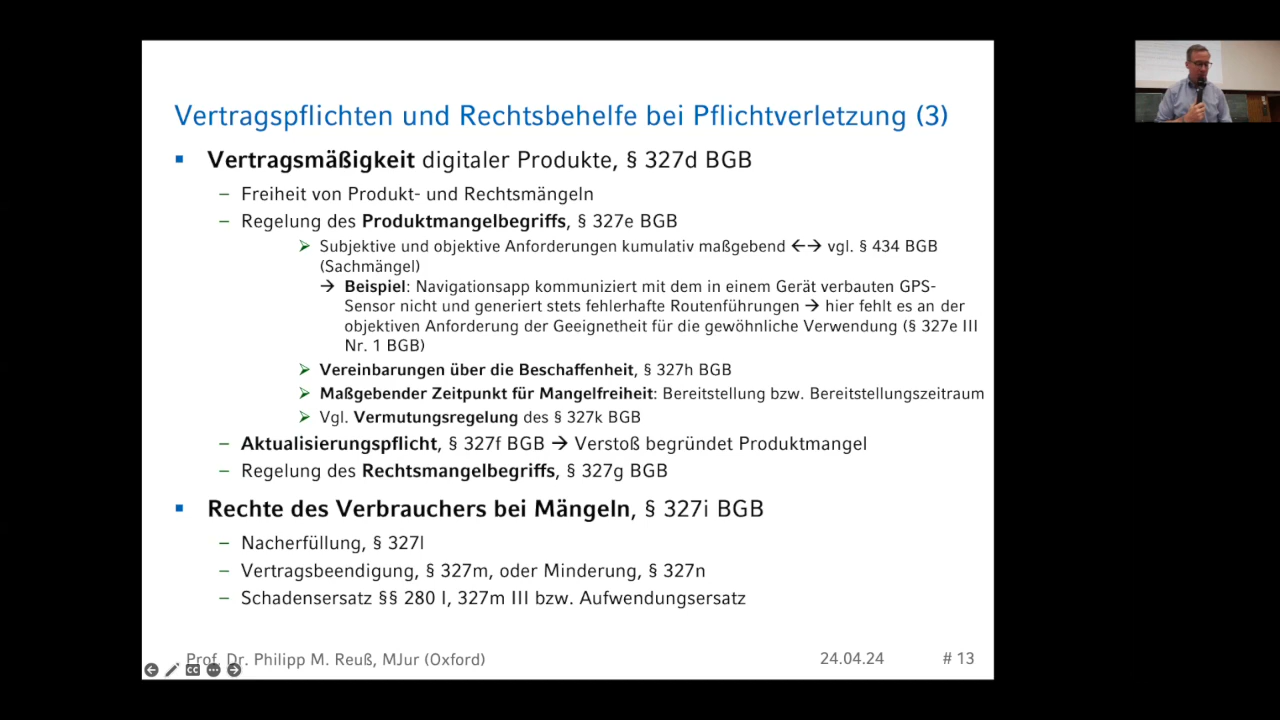 Vertragspflichten und Rechtsbehelfe bei Pflichtverletzung (3)
▪ Vertragsmäßigkeit digitaler Produkte, § 327d BGB
– Freiheit von Produkt- und Rechtsmängeln
– Regelung des Produktmangelbegriffs, § 327e BGB
➢ Subjektive und objektive Anforderungen kumulativ maßgebend ←→ vgl. § 434 BGB
(Sachmängel)
→ Beispiel: Navigationsapp kommuniziert mit dem in einem Gerät verbauten GPS-
Sensor nicht und generiert stets fehlerhafte Routenführungen → hier fehlt es an der
objektiven Anforderung der Geeignetheit für die gewöhnliche Verwendung (§ 327e III
Nr. 1 BGB)
➢ Vereinbarungen über die Beschaffenheit, § 327h BGB
➢ Maßgebender Zeitpunkt für Mangelfreiheit: Bereitstellung bzw. Bereitstellungszeitraum
➢ Vgl. Vermutungsregelung des § 327k BGB
– Aktualisierungspflicht, § 327f BGB → Verstoß begründet Produktmangel
– Regelung des Rechtsmangelbegriffs, § 327g BGB
▪ Rechte des Verbrauchers bei Mängeln, § 327i BGB
– Nacherfüllung, § 327l
– Vertragsbeendigung, § 327m, oder Minderung, § 327n
– Schadensersatz §§ 280 I, 327m III bzw. Aufwendungsersatz
Prof. Dr. Philipp M. Reuß, MJur (Oxford)
24.04.24
# 13
CC